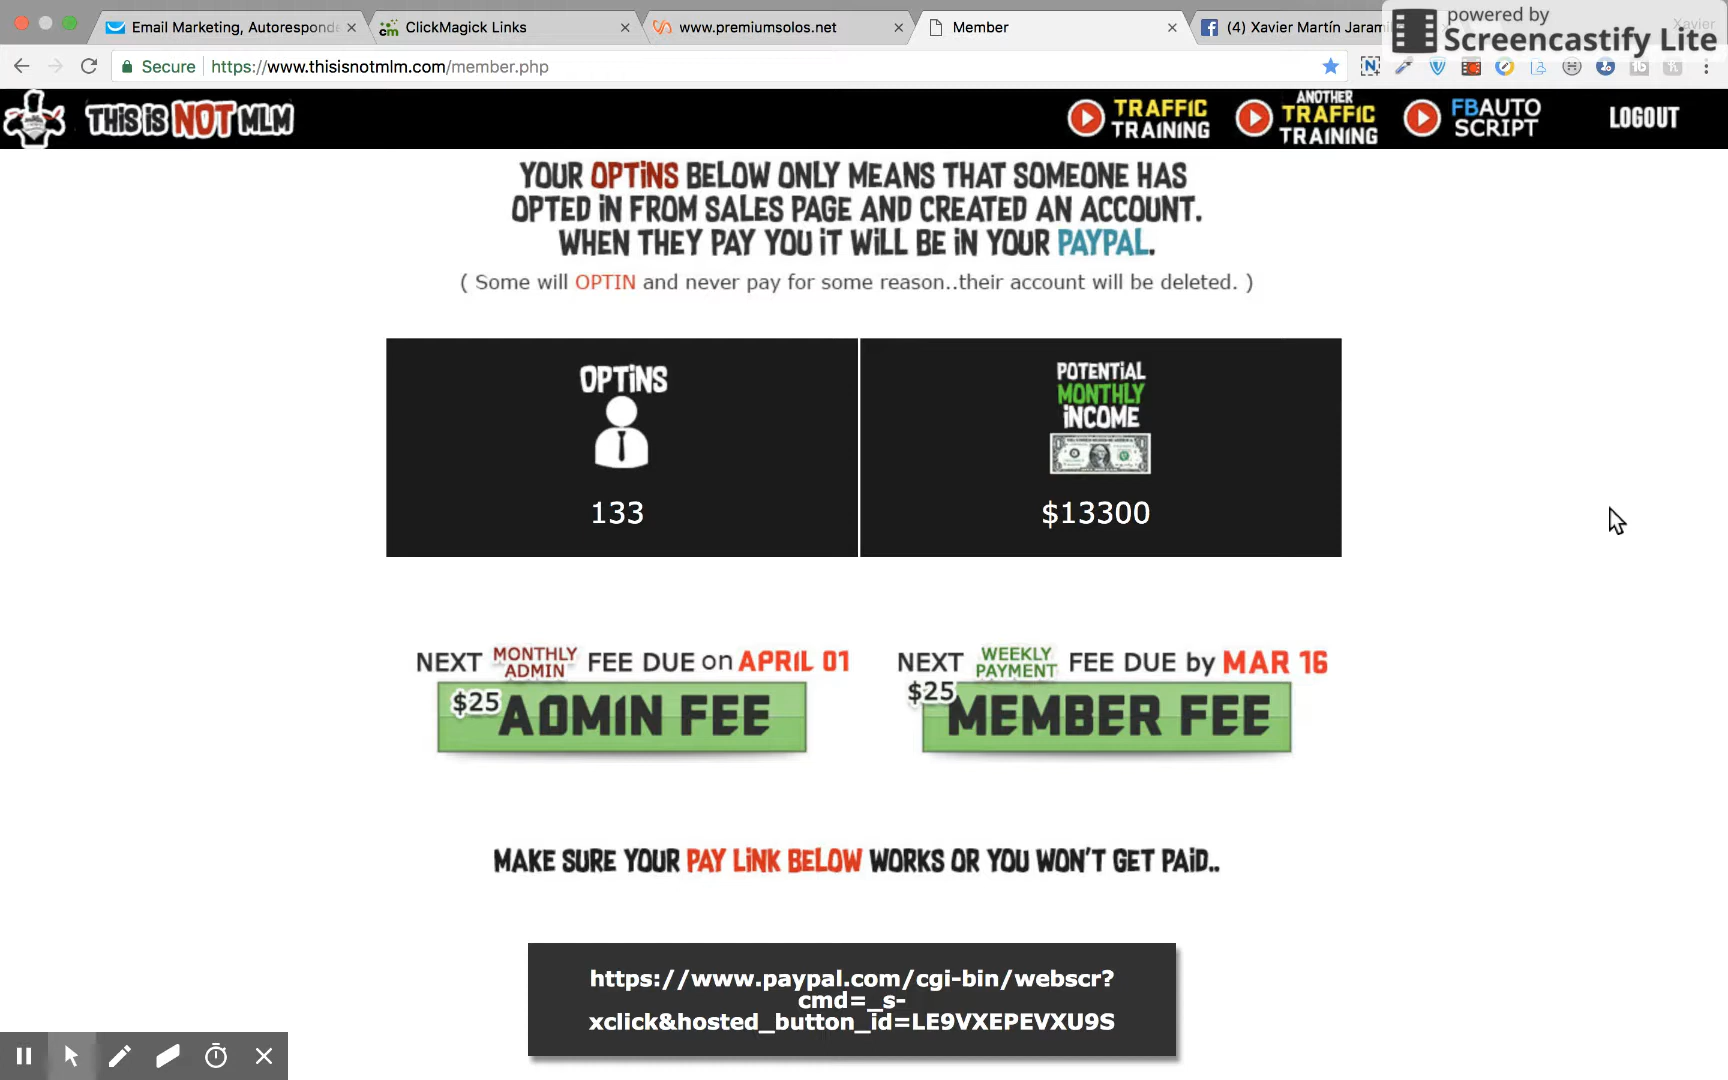 Email Marketing, Autoresponde
ClickMagick Links
www.premiumsolos.net
Member
(4) Xavier Martín Jarami
Xavier
powered by
Screencastify Lite
Secure
https://www.thisisnotmlm.com/member.php
THIS IS NOT MLM
TRAFFIC
TRAINING
ANOTHER
TRAFFIC
TRAINING
FBAUTO
SCRIPT
LOGOUT
YOUR OPTINS BELOW ONLY MEANS THAT SOMEONE HAS
OPTED IN FROM SALES PAGE AND CREATED AN ACCOUNT.
WHEN THEY PAY YOU IT WILL BE IN YOUR PAYPAL.
( Some will OPTIN and never pay for some reason..their account will be deleted. )
OPTINS
133
POTENTIAL
MONTHLY
INCOME
$13300
NEXT MONTHLY ADMIN FEE DUE on APRIL 01
$25 ADMIN FEE
NEXT WEEKLY PAYMENT FEE DUE by MAR 16
$25 MEMBER FEE
MAKE SURE YOUR PAY LINK BELOW WORKS OR YOU WON'T GET PAID..
https://www.paypal.com/cgi-bin/webscr?
cmd=_s-
xclick&hosted_button_id=LE9VXEPEVXU9S